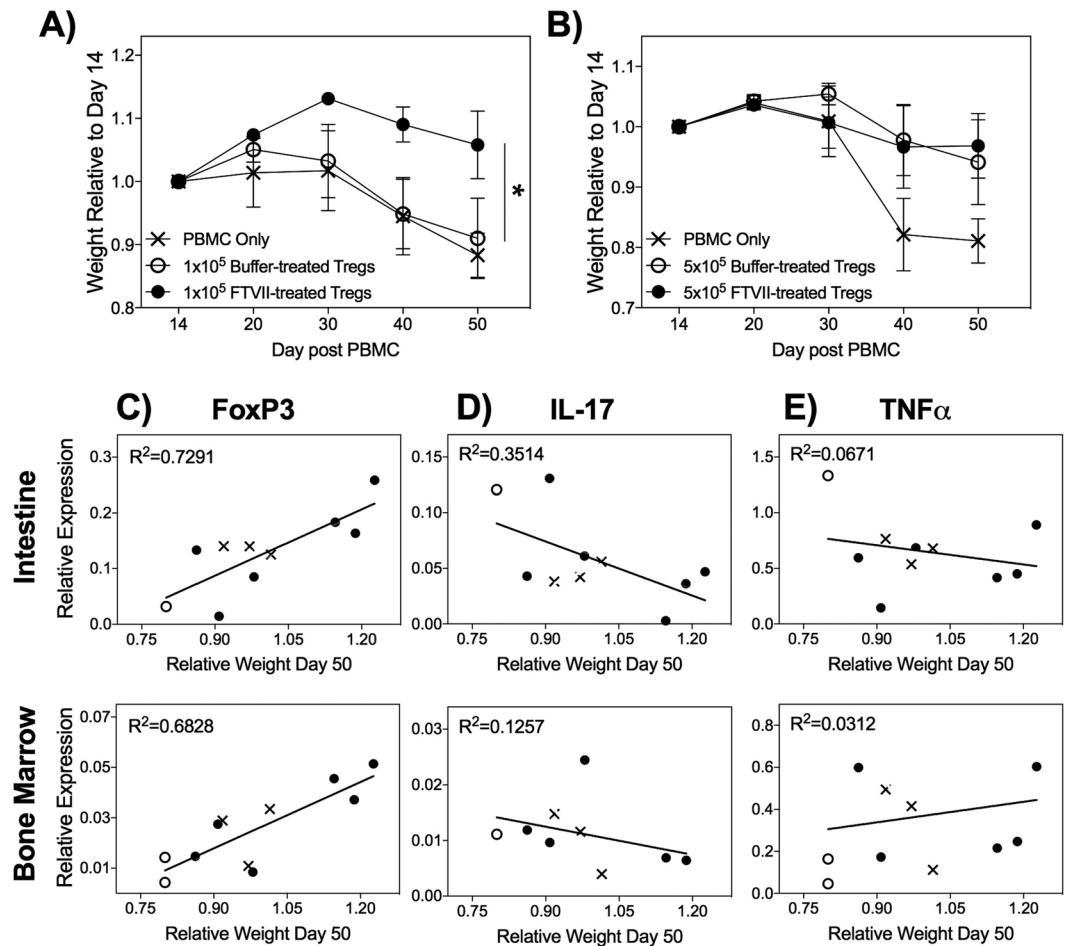 A)
Weight Relative to Day 14
1.2
1.1
1.0
0.9
0.8
PBMC Only
1x10⁵ Buffer-treated Tregs
1x10⁵ FTVII-treated Tregs
*
14 20 30 40 50
Day post PBMC
B)
Weight Relative to Day 14
1.1
1.0
0.9
0.8
0.7
PBMC Only
5x10⁵ Buffer-treated Tregs
5x10⁵ FTVII-treated Tregs
14 20 30 40 50
Day post PBMC
C) FoxP3
D) IL-17
E) TNFα
Intestine
Relative Expression
R²=0.7291
0.3
0.2
0.1
0.0
0.75 0.90 1.05 1.20
Relative Weight Day 50
R²=0.3514
0.15
0.10
0.05
0.00
0.75 0.90 1.05 1.20
Relative Weight Day 50
R²=0.0671
1.5
1.0
0.5
0.0
0.75 0.90 1.05 1.20
Relative Weight Day 50
Bone Marrow
Relative Expression
R²=0.6828
0.07
0.05
0.03
0.01
0.75 0.90 1.05 1.20
Relative Weight Day 50
R²=0.1257
0.03
0.02
0.01
0.00
0.75 0.90 1.05 1.20
Relative Weight Day 50
R²=0.0312
0.8
0.6
0.4
0.2
0.0
0.75 0.90 1.05 1.20
Relative Weight Day 50